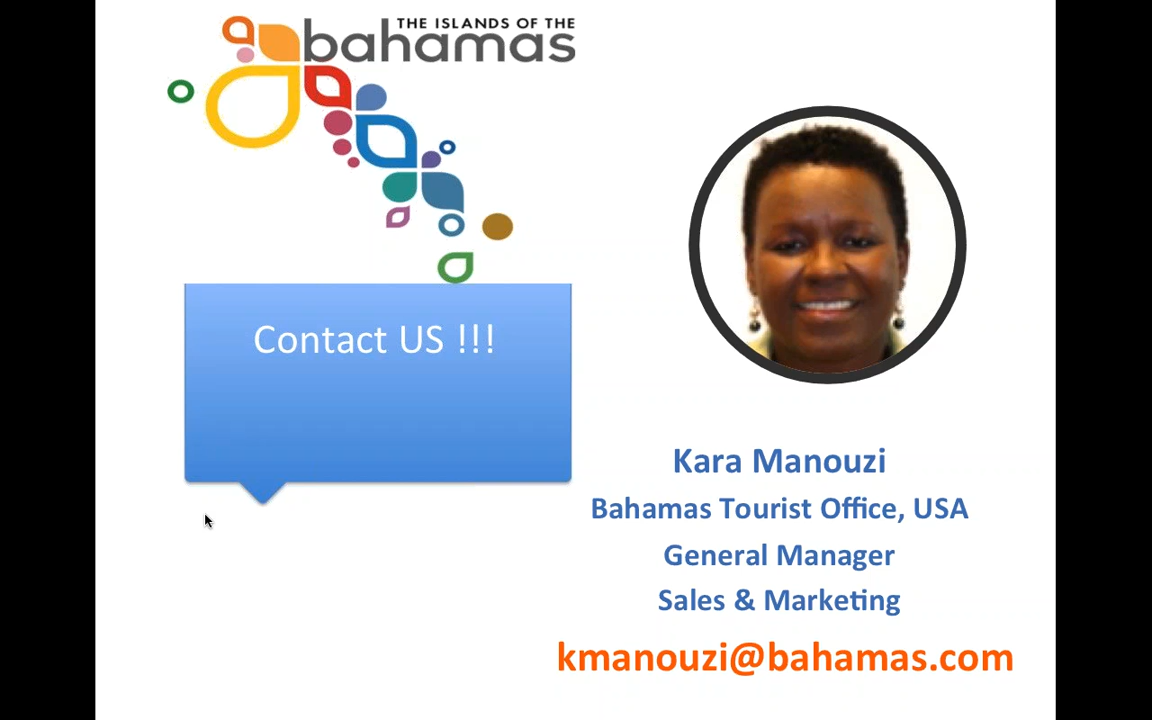 THE ISLANDS OF THE
bahamas
Contact US !!!
Kara Manouzi
Bahamas Tourist Office, USA
General Manager
Sales & Marketing
kmanouzi@bahamas.com